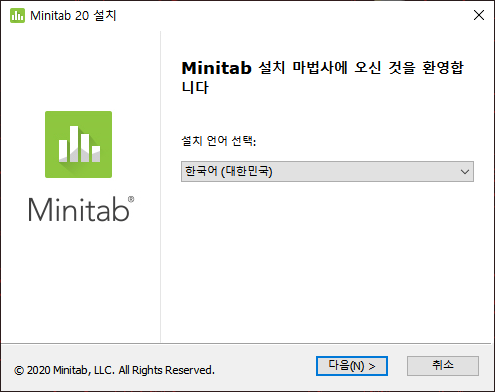 Minitab 20 설치
Minitab 설치 마법사에 오신 것을 환영합
니다
설치 언어 선택:
한국어 (대한민국)
Minitab®
© 2020 Minitab, LLC. All Rights Reserved.
다음(N) >
취소